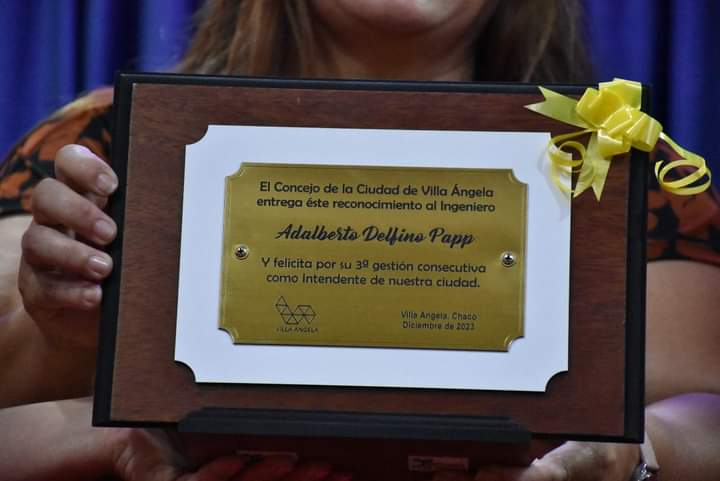 El Concejo de la Ciudad de Villa Ángela
entrega éste reconocimiento al Ingeniero
Adalberto Delfino Papp
Y felicita por su 3º gestión consecutiva
como Intendente de nuestra ciudad.
VILLA ANGELA
Villa Angela, Chaco
Diciembre de 2023